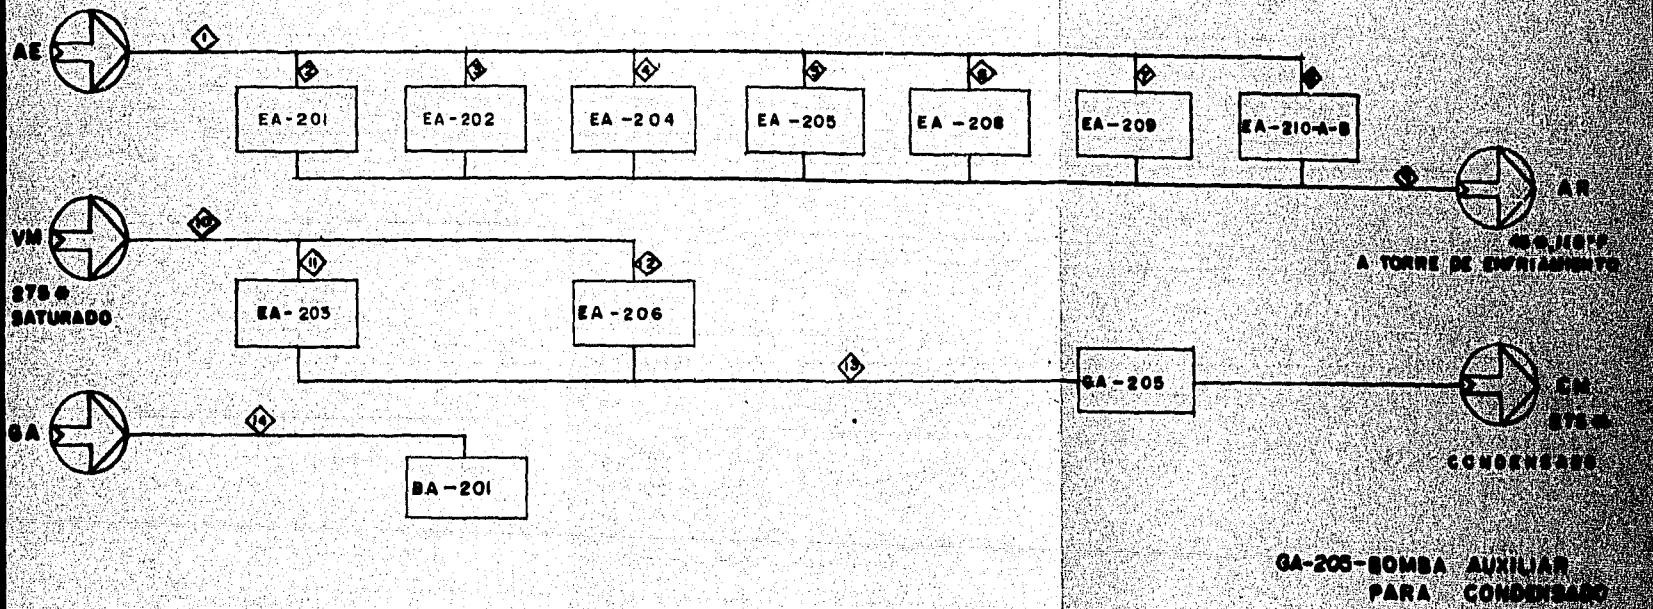 AE
1
2
3
4
5
6
7
8
EA-201
EA-202
EA-204
EA-205
EA-208
EA-209
EA-210-A-B
9
AR
A TORRE DE ENFRIAMIENTO
VM
10
11
12
275
SATURADO
EA-203
EA-206
13
GA-205
CM
275
CONDENSADO
GA
14
BA-201
GA-205-BOMBA AUXILIAR
PARA CONDENSADO